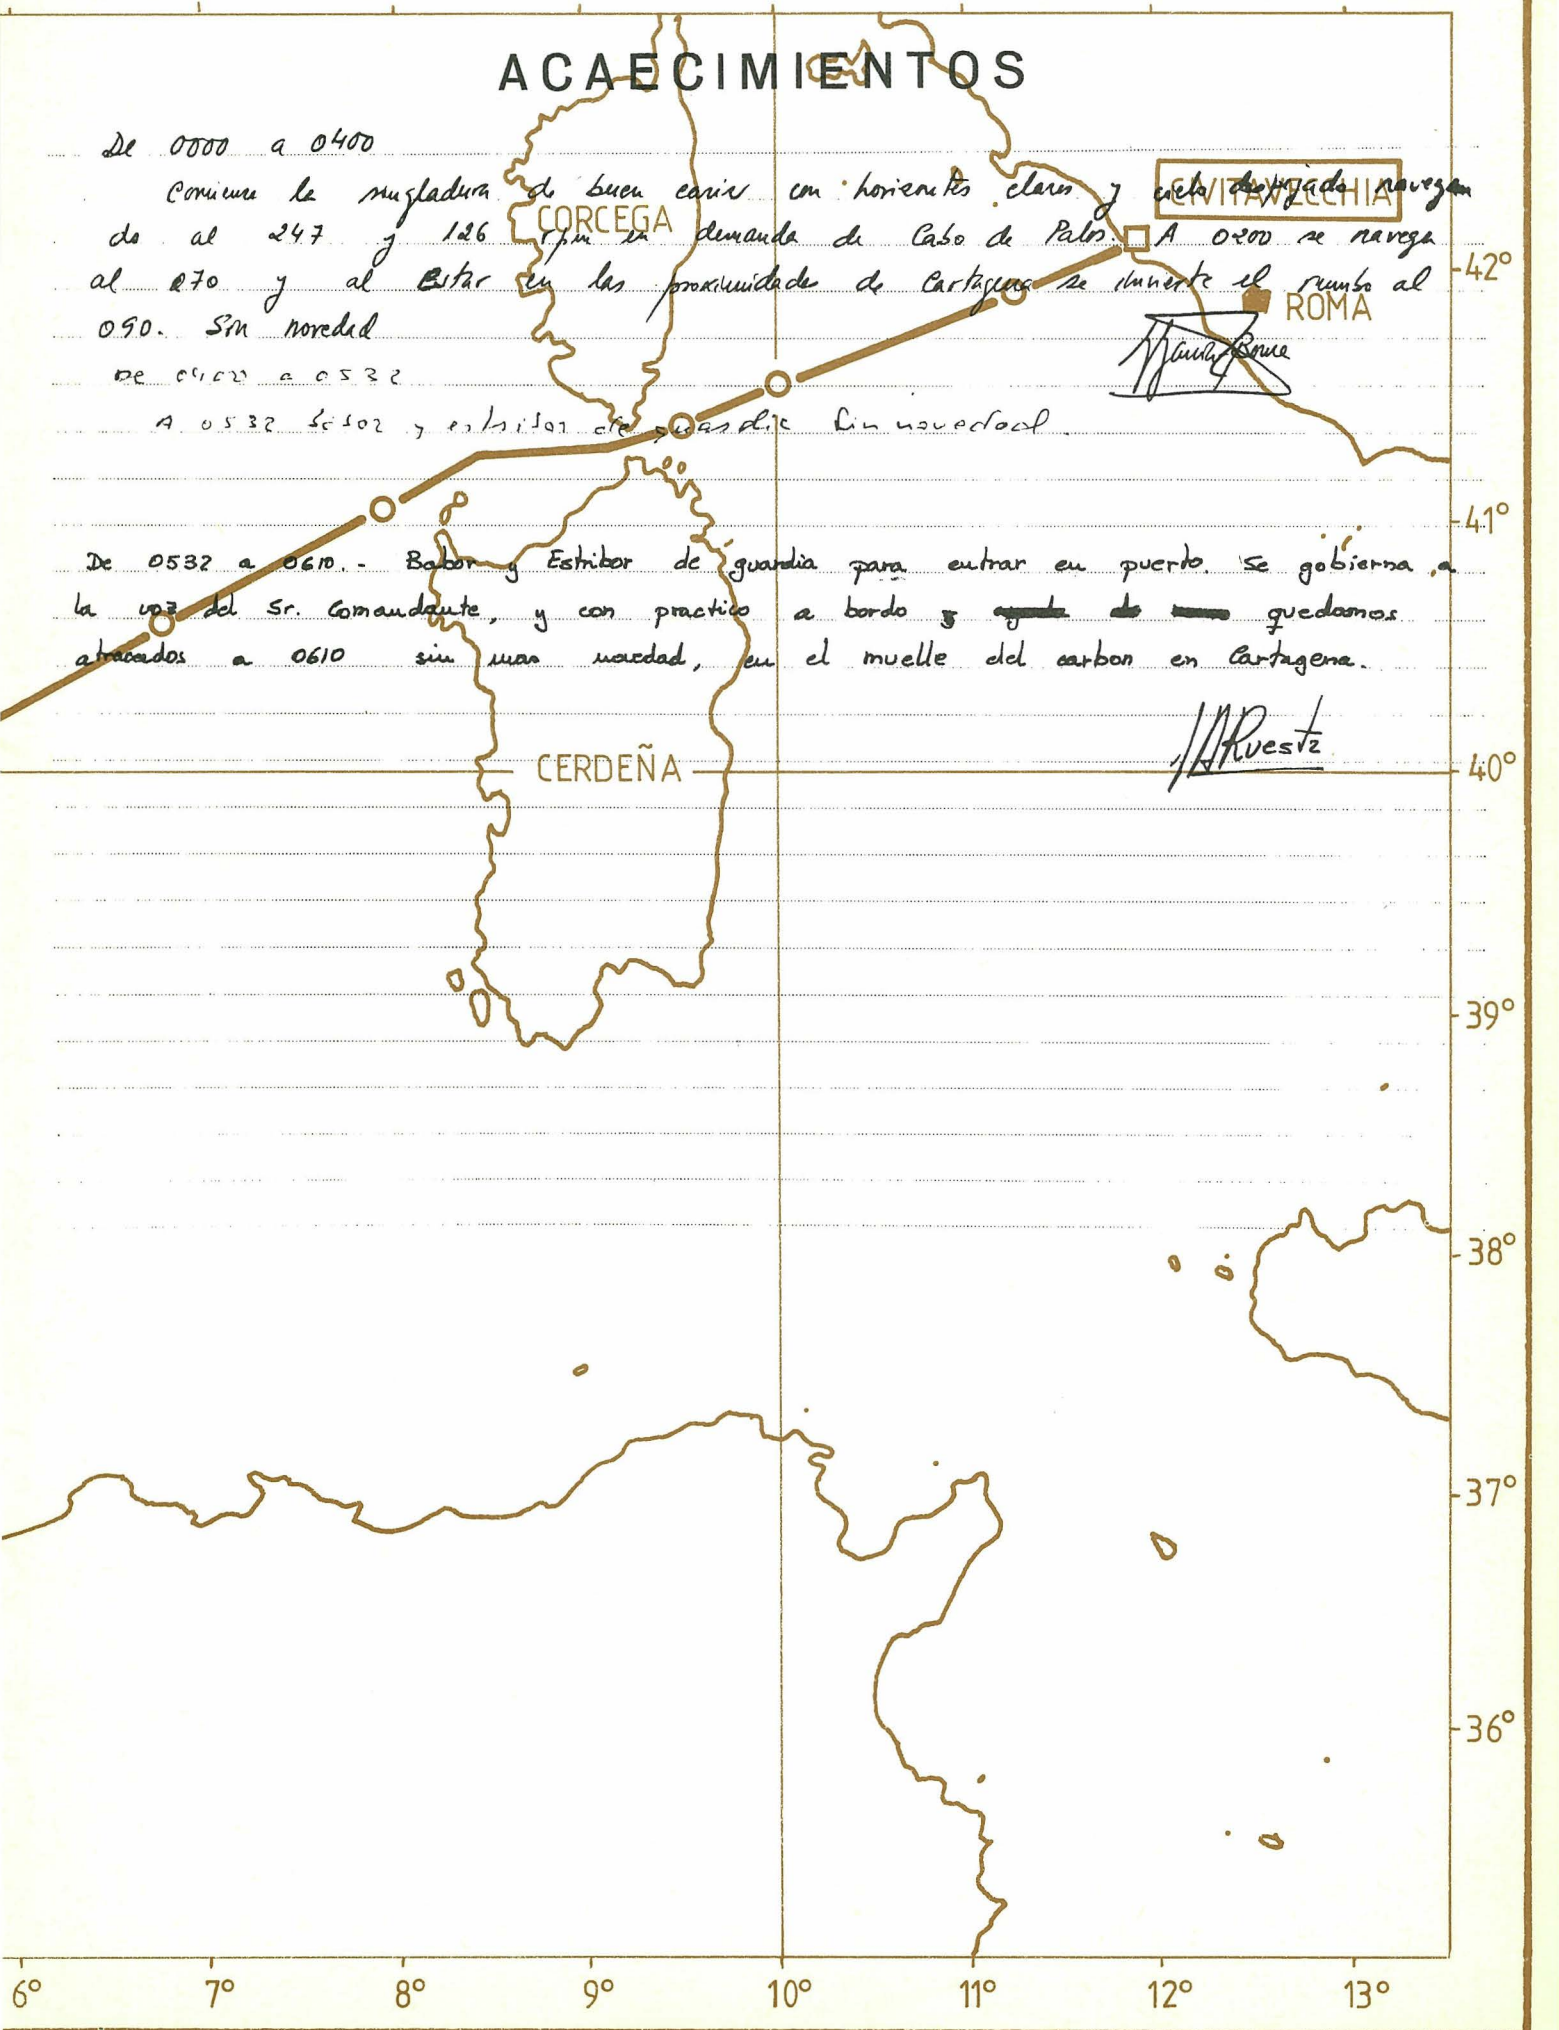 ACAECIMIENTOS
De 0000 a 0400
Comienza la singladura de buen cariz con horizontes claros y cielo despejado navegan
CIVITAVECCHIA
CORCEGA
do al 247 y 126 rpm en demanda de Cabo de Palos. A 0200 se navega
42°
al 270 y al Estar en las proximidades de Cartagena se invierte el rumbo al
ROMA
090. Sin novedad
De 0400 a 0532
A 0532 Babor y estribor de guardia Sin novedad.
41°
De 0532 a 0610.- Babor y Estribor de guardia para entrar en puerto. Se gobierna a
la voz del Sr. Comandante, y con practico a bordo quedamos
atracados a 0610 sin mas novedad, en el muelle del carbon en Cartagena.
CERDEÑA
40°
39°
38°
37°
36°
6° 7° 8° 9° 10° 11° 12° 13°